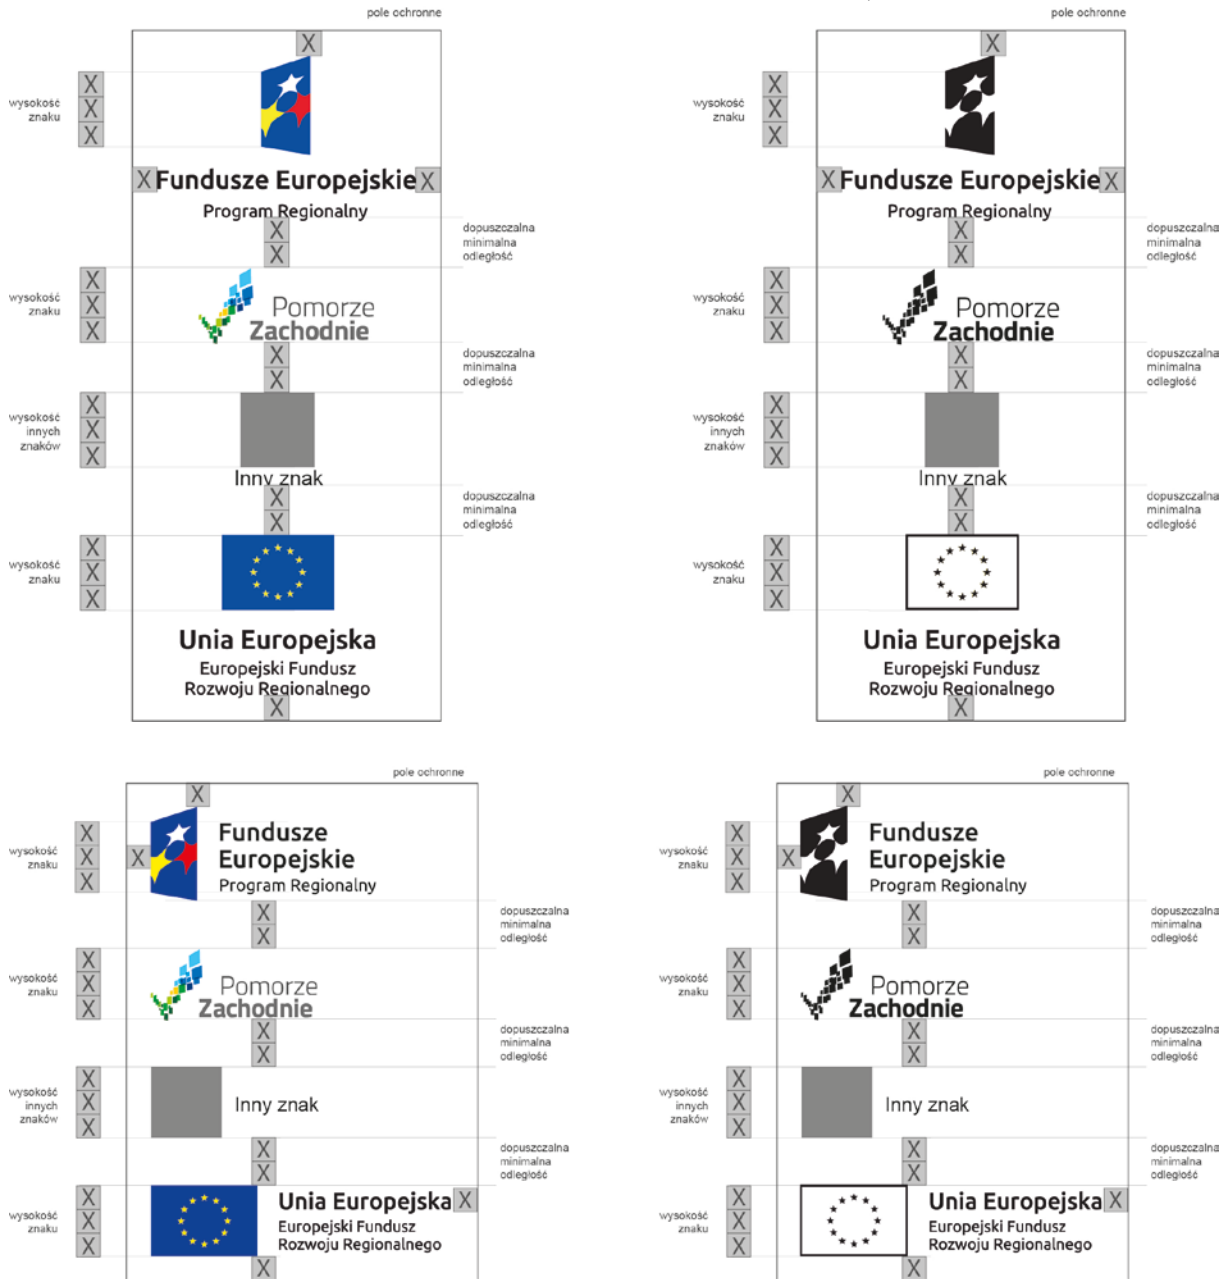 pole ochronne
X
X
X
X
wysokość
znaku
X Fundusze Europejskie X
Program Regionalny
X
X
dopuszczalna
minimalna
odległość
X
X
X
wysokość
znaku
Pomorze
Zachodnie
X
X
dopuszczalna
minimalna
odległość
X
X
X
wysokość
innych
znaków
Inny znak
X
X
dopuszczalna
minimalna
odległość
X
X
X
wysokość
znaku
Unia Europejska
Europejski Fundusz
Rozwoju Regionalnego
X
pole ochronne
X
X
X
X
wysokość
znaku
X Fundusze Europejskie X
Program Regionalny
X
X
dopuszczalna
minimalna
odległość
X
X
X
wysokość
znaku
Pomorze
Zachodnie
X
X
dopuszczalna
minimalna
odległość
X
X
X
wysokość
innych
znaków
Inny znak
X
X
dopuszczalna
minimalna
odległość
X
X
X
wysokość
znaku
Unia Europejska
Europejski Fundusz
Rozwoju Regionalnego
X
pole ochronne
X
X
X
X
wysokość
znaku
X
Fundusze
Europejskie
Program Regionalny
X
X
dopuszczalna
minimalna
odległość
X
X
X
wysokość
znaku
Pomorze
Zachodnie
X
X
dopuszczalna
minimalna
odległość
X
X
X
wysokość
innych
znaków
Inny znak
X
X
dopuszczalna
minimalna
odległość
X
X
X
wysokość
znaku
Unia Europejska X
Europejski Fundusz
Rozwoju Regionalnego
X
pole ochronne
X
X
X
X
wysokość
znaku
X
Fundusze
Europejskie
Program Regionalny
X
X
dopuszczalna
minimalna
odległość
X
X
X
wysokość
znaku
Pomorze
Zachodnie
X
X
dopuszczalna
minimalna
odległość
X
X
X
wysokość
innych
znaków
Inny znak
X
X
dopuszczalna
minimalna
odległość
X
X
X
wysokość
znaku
Unia Europejska X
Europejski Fundusz
Rozwoju Regionalnego
X